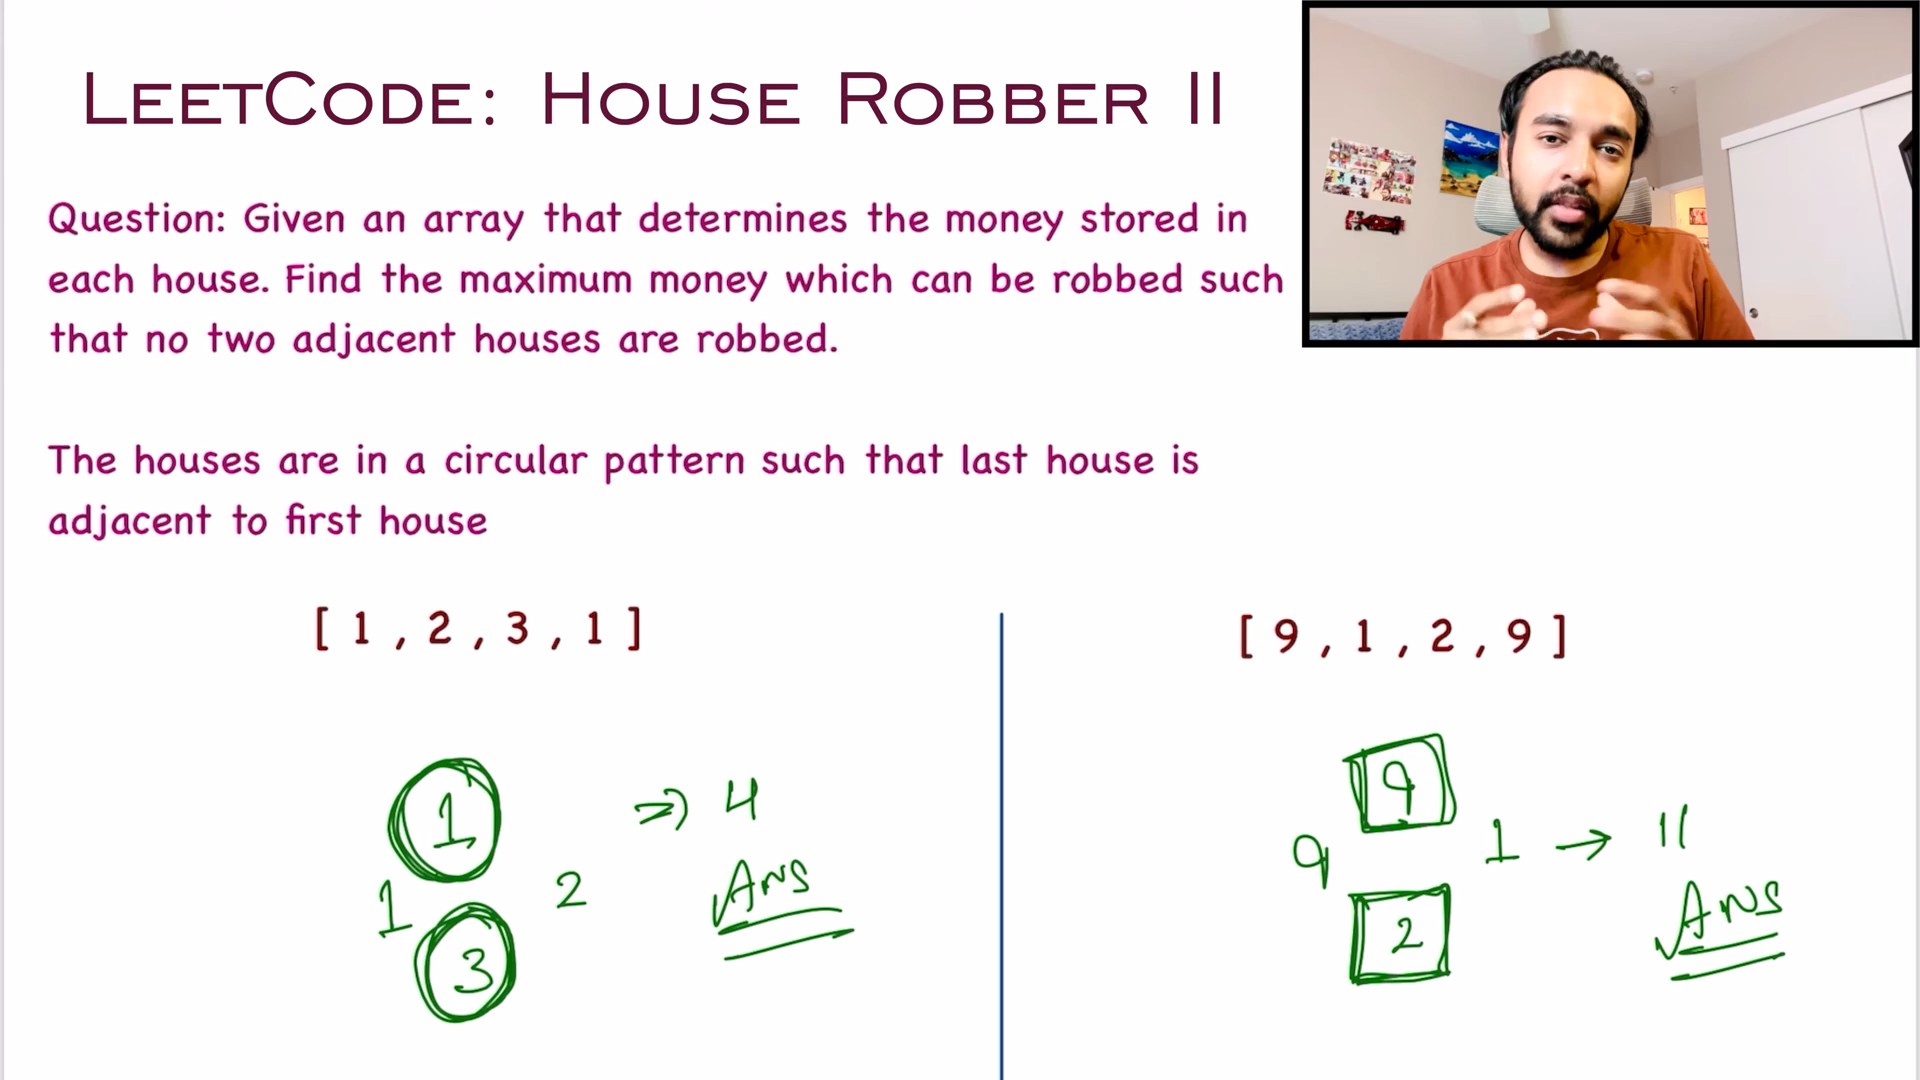 LEETCODE: HOUSE ROBBER II
Question: Given an array that determines the money stored in
each house. Find the maximum money which can be robbed such
that no two adjacent houses are robbed.
The houses are in a circular pattern such that last house is
adjacent to first house
[ 1 , 2 , 3 , 1 ]
1
⇒ 4
1
2
Ans
3
[ 9 , 1 , 2 , 9 ]
9
9
1 → 11
2
Ans